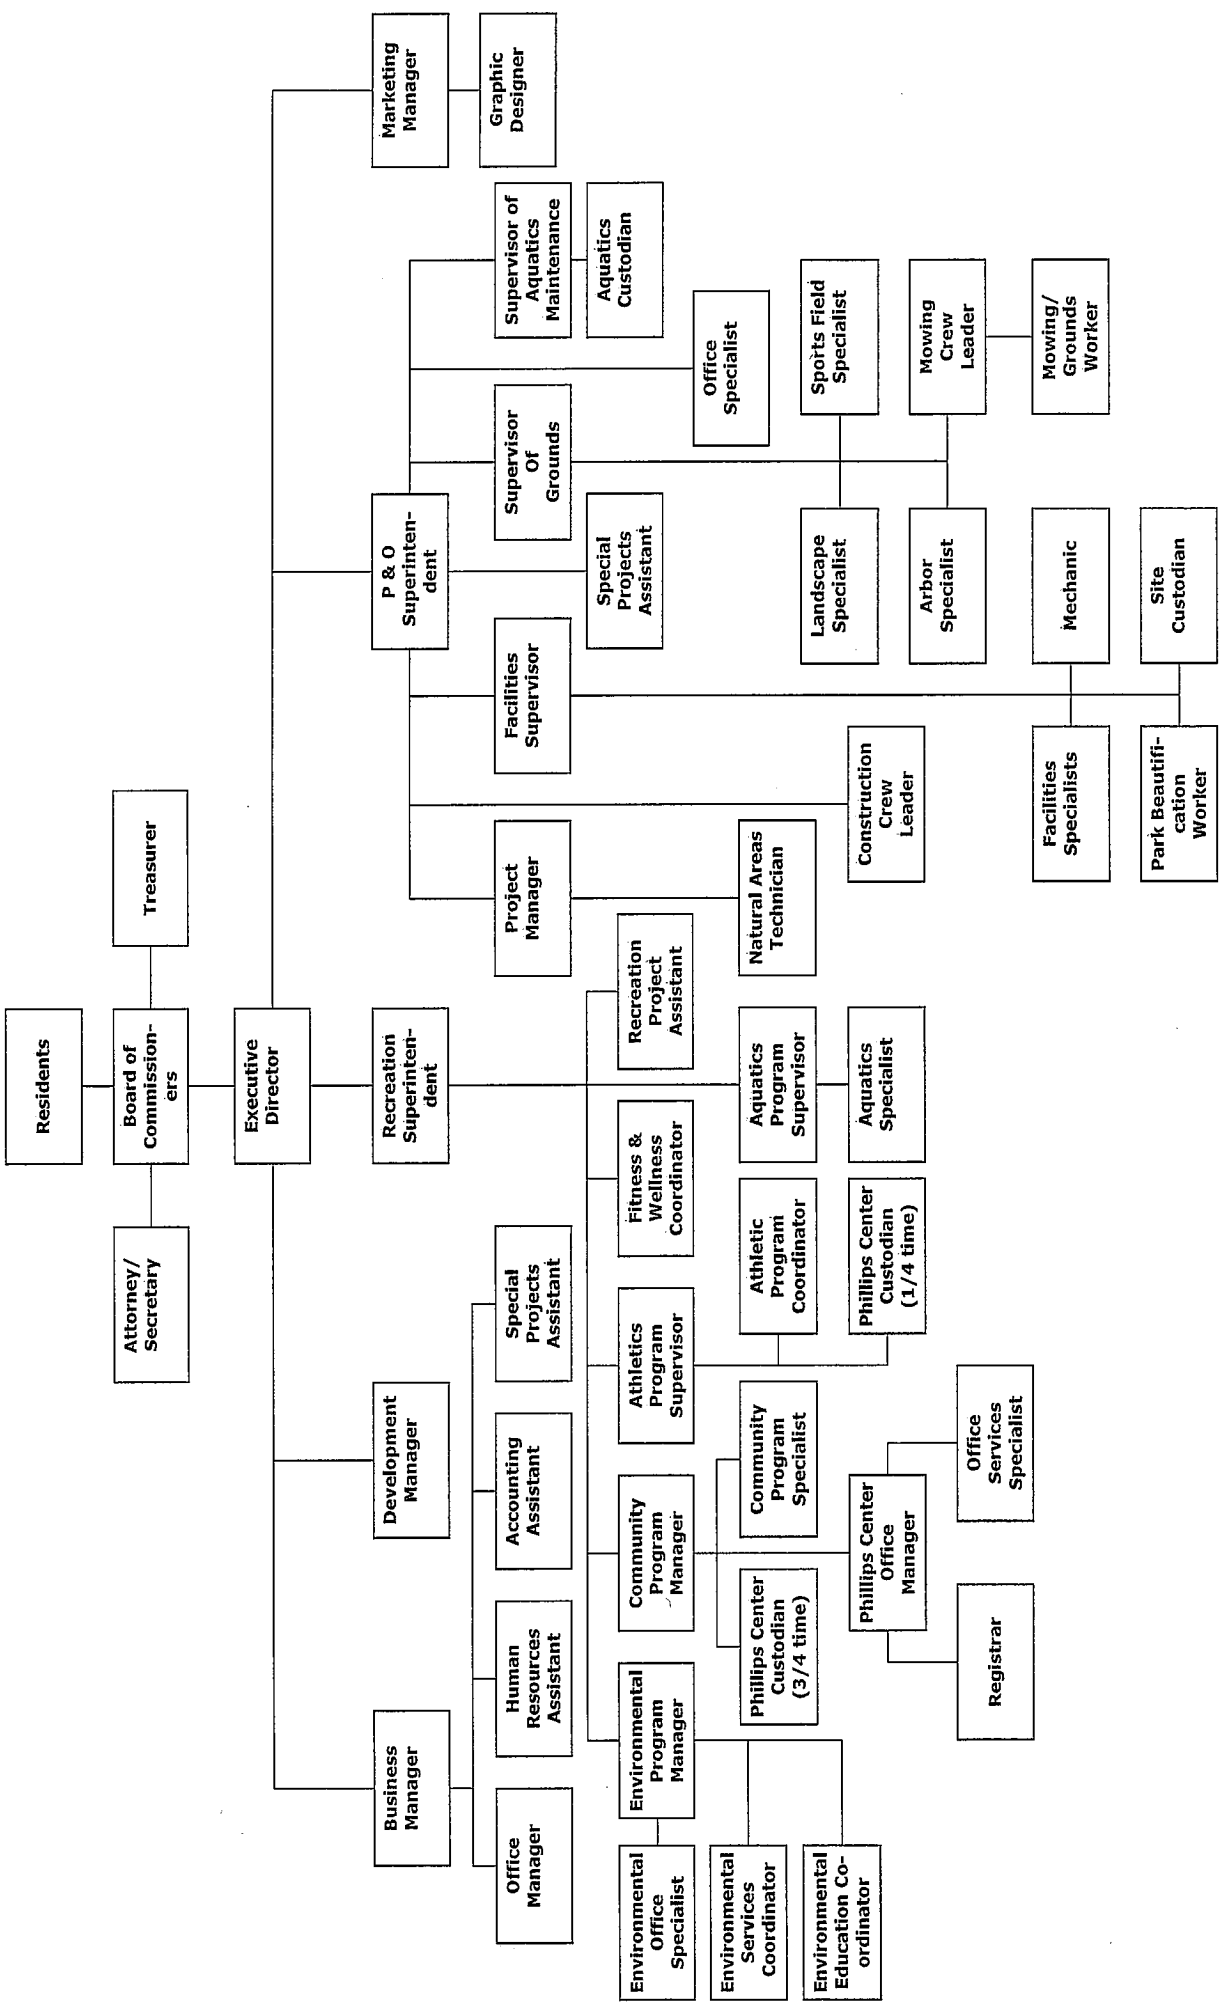 Residents
Attorney/
Secretary
Board of
Commission-
ers
Treasurer
Executive
Director
Business
Manager
Development
Manager
Recreation
Superinten-
dent
P & O
Superinten-
dent
Marketing
Manager
Graphic
Designer
Office
Manager
Human
Resources
Assistant
Accounting
Assistant
Special
Projects
Assistant
Project
Manager
Facilities
Supervisor
Supervisor
Of
Grounds
Supervisor of
Aquatics
Maintenance
Special
Projects
Assistant
Aquatics
Custodian
Environmental
Program
Manager
Community
Program
Manager
Athletics
Program
Supervisor
Fitness &
Wellness
Coordinator
Recreation
Project
Assistant
Environmental
Office
Specialist
Office
Specialist
Environmental
Services
Coordinator
Phillips Center
Custodian
(3/4 time)
Community
Program
Specialist
Athletic
Program
Coordinator
Aquatics
Program
Supervisor
Natural Areas
Technician
Environmental
Education Co-
ordinator
Phillips Center
Office
Manager
Phillips Center
Custodian
(1/4 time)
Aquatics
Specialist
Construction
Crew
Leader
Landscape
Specialist
Sports Field
Specialist
Arbor
Specialist
Mowing
Crew
Leader
Registrar
Office
Services
Specialist
Facilities
Specialists
Mechanic
Mowing/
Grounds
Worker
Park Beautifi-
cation
Worker
Site
Custodian